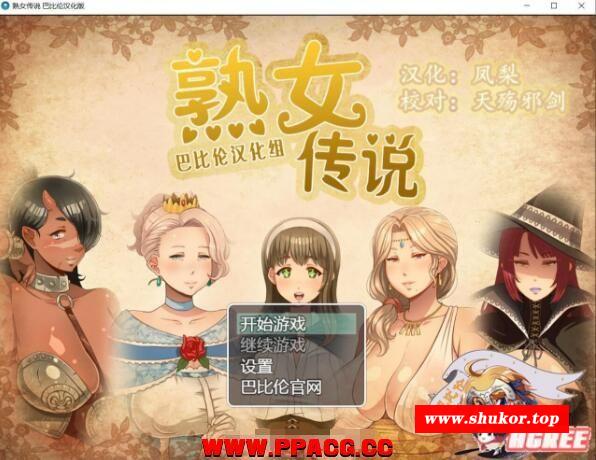 熟女传说 巴比伦汉化版
熟女
传说
巴比伦汉化组
汉化：凤梨
校对：天殇邪剑
开始游戏
继续游戏
设置
巴比伦官网
www.shukor.top
WWW.PPACG.CC
AGREE